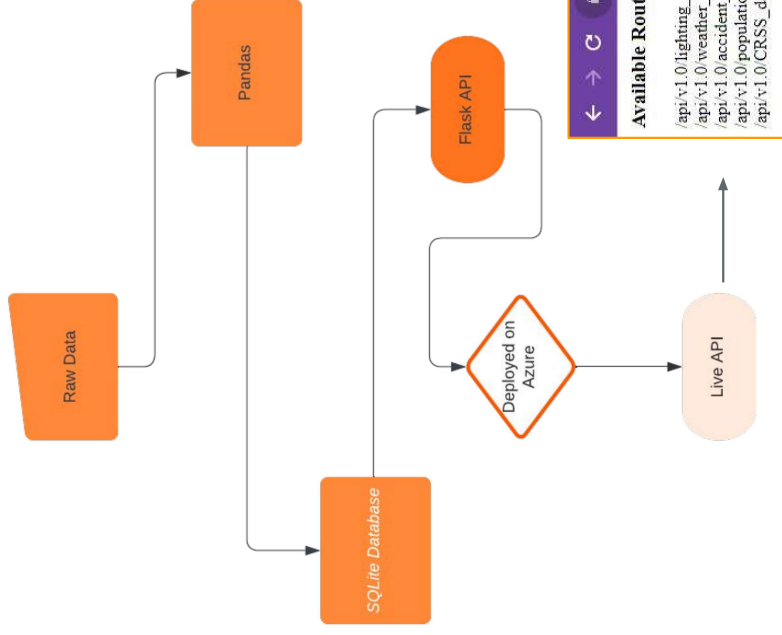 Raw Data
Pandas
SQLite Database
Flask API
Deployed on
Azure
Live API
Available Rout
/api/v1.0/lighting_
/api/v1.0/weather_
/api/v1.0/accident_
/api/v1.0/populatio
/api/v1.0/CRSS_d